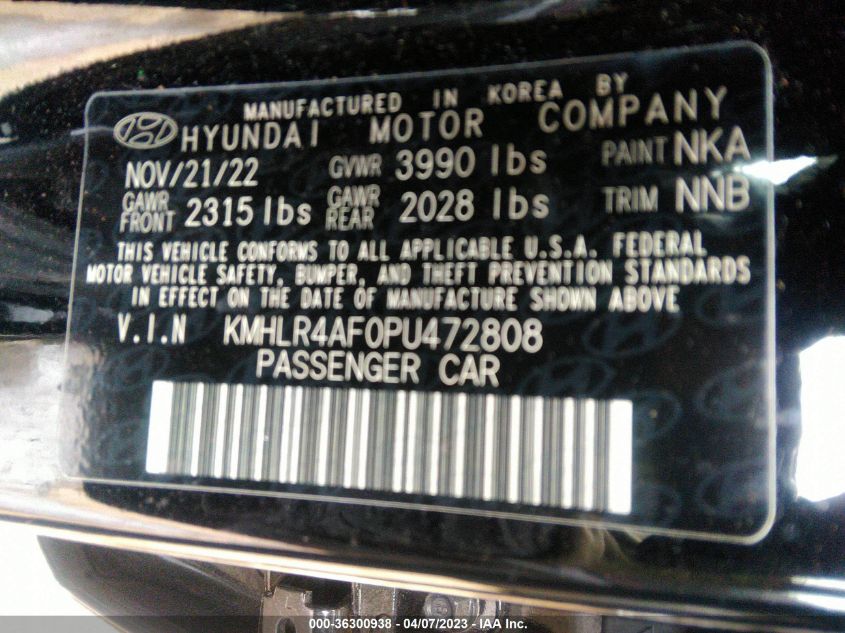 MANUFACTURED IN KOREA BY
HYUNDAI MOTOR COMPANY
NOV/21/22 GVWR 3990 lbs PAINT NKA
GAWR FRONT 2315 lbs GAWR REAR 2028 lbs TRIM NNB
THIS VEHICLE CONFORMS TO ALL APPLICABLE U.S.A. FEDERAL
MOTOR VEHICLE SAFETY, BUMPER, AND THEFT PREVENTION STANDARDS
IN EFFECT ON THE DATE OF MANUFACTURE SHOWN ABOVE
V.I.N KMHLR4AF0PU472808
PASSENGER CAR
000-36300938 - 04/07/2023 - IAA Inc.